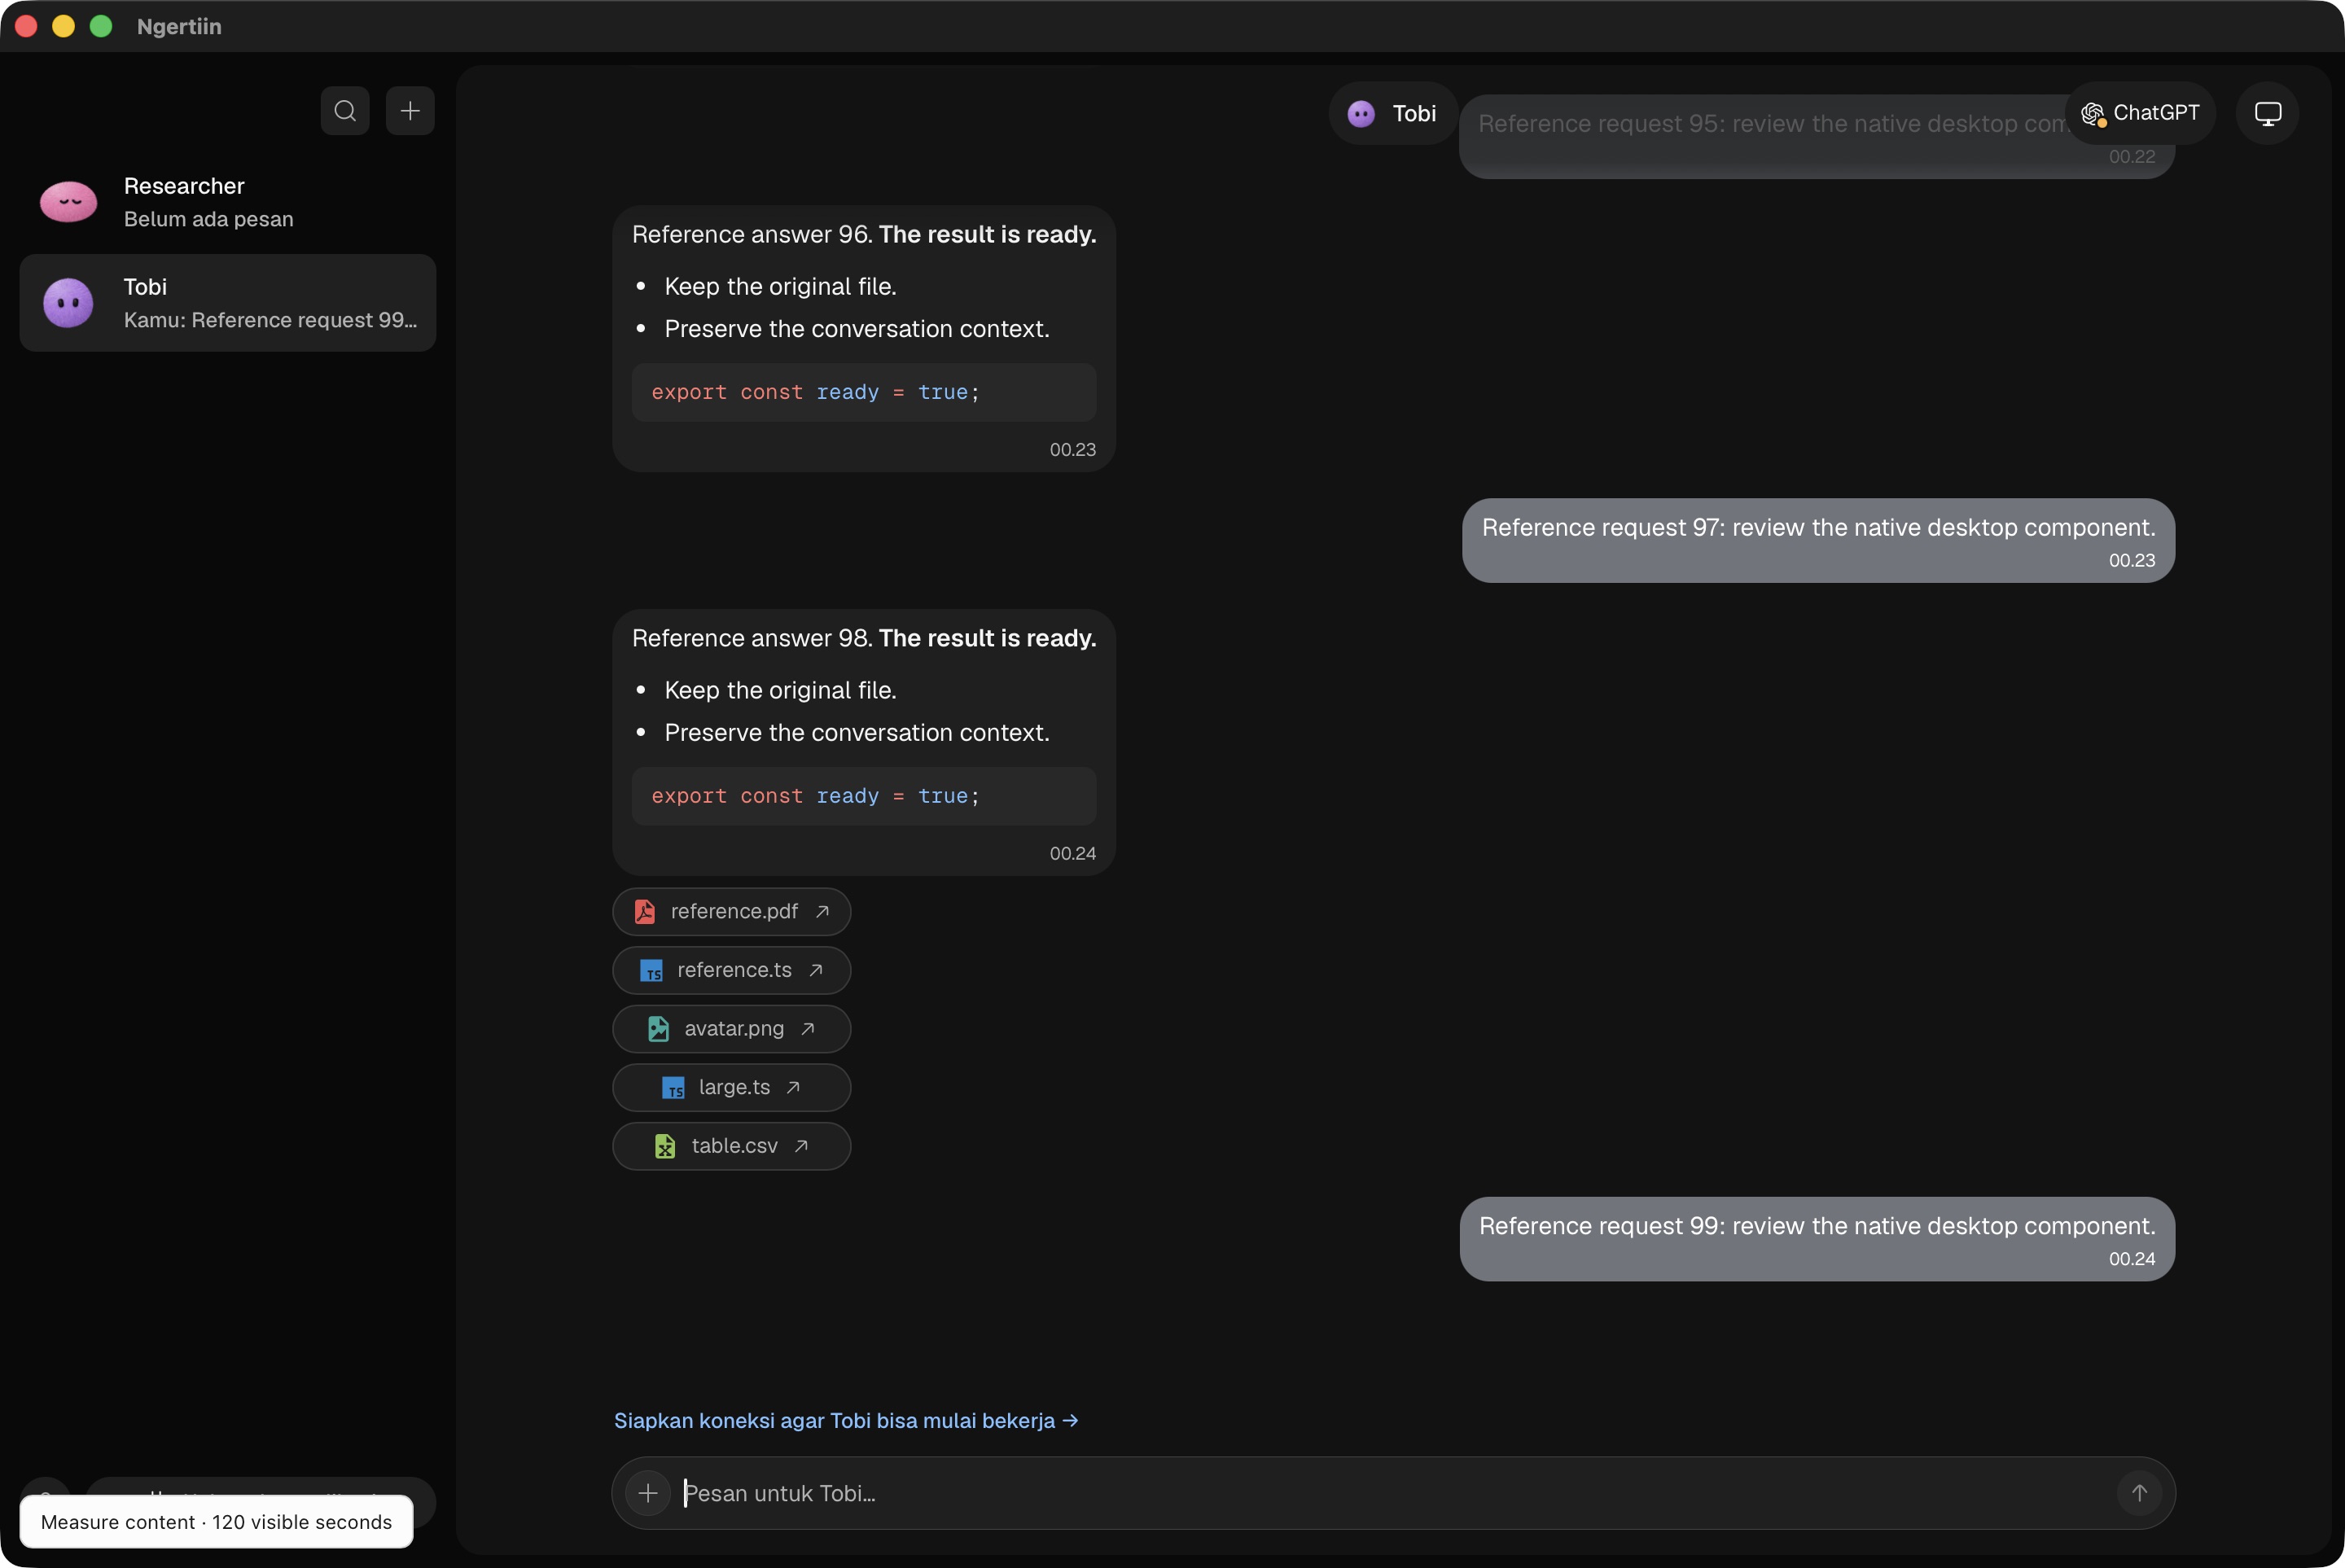 Ngertiin
Researcher
Belum ada pesan
Tobi
Kamu: Reference request 99...
Tobi
ChatGPT
Reference request 95: review the native desktop
00.22
Reference answer 96. The result is ready.
• Keep the original file.
• Preserve the conversation context.
export const ready = true;
00.23
Reference request 97: review the native desktop component.
00.23
Reference answer 98. The result is ready.
• Keep the original file.
• Preserve the conversation context.
export const ready = true;
00.24
reference.pdf
TS reference.ts
avatar.png
TS large.ts
table.csv
Reference request 99: review the native desktop component.
00.24
Siapkan koneksi agar Tobi bisa mulai bekerja →
Pesan untuk Tobi...
Measure content · 120 visible seconds